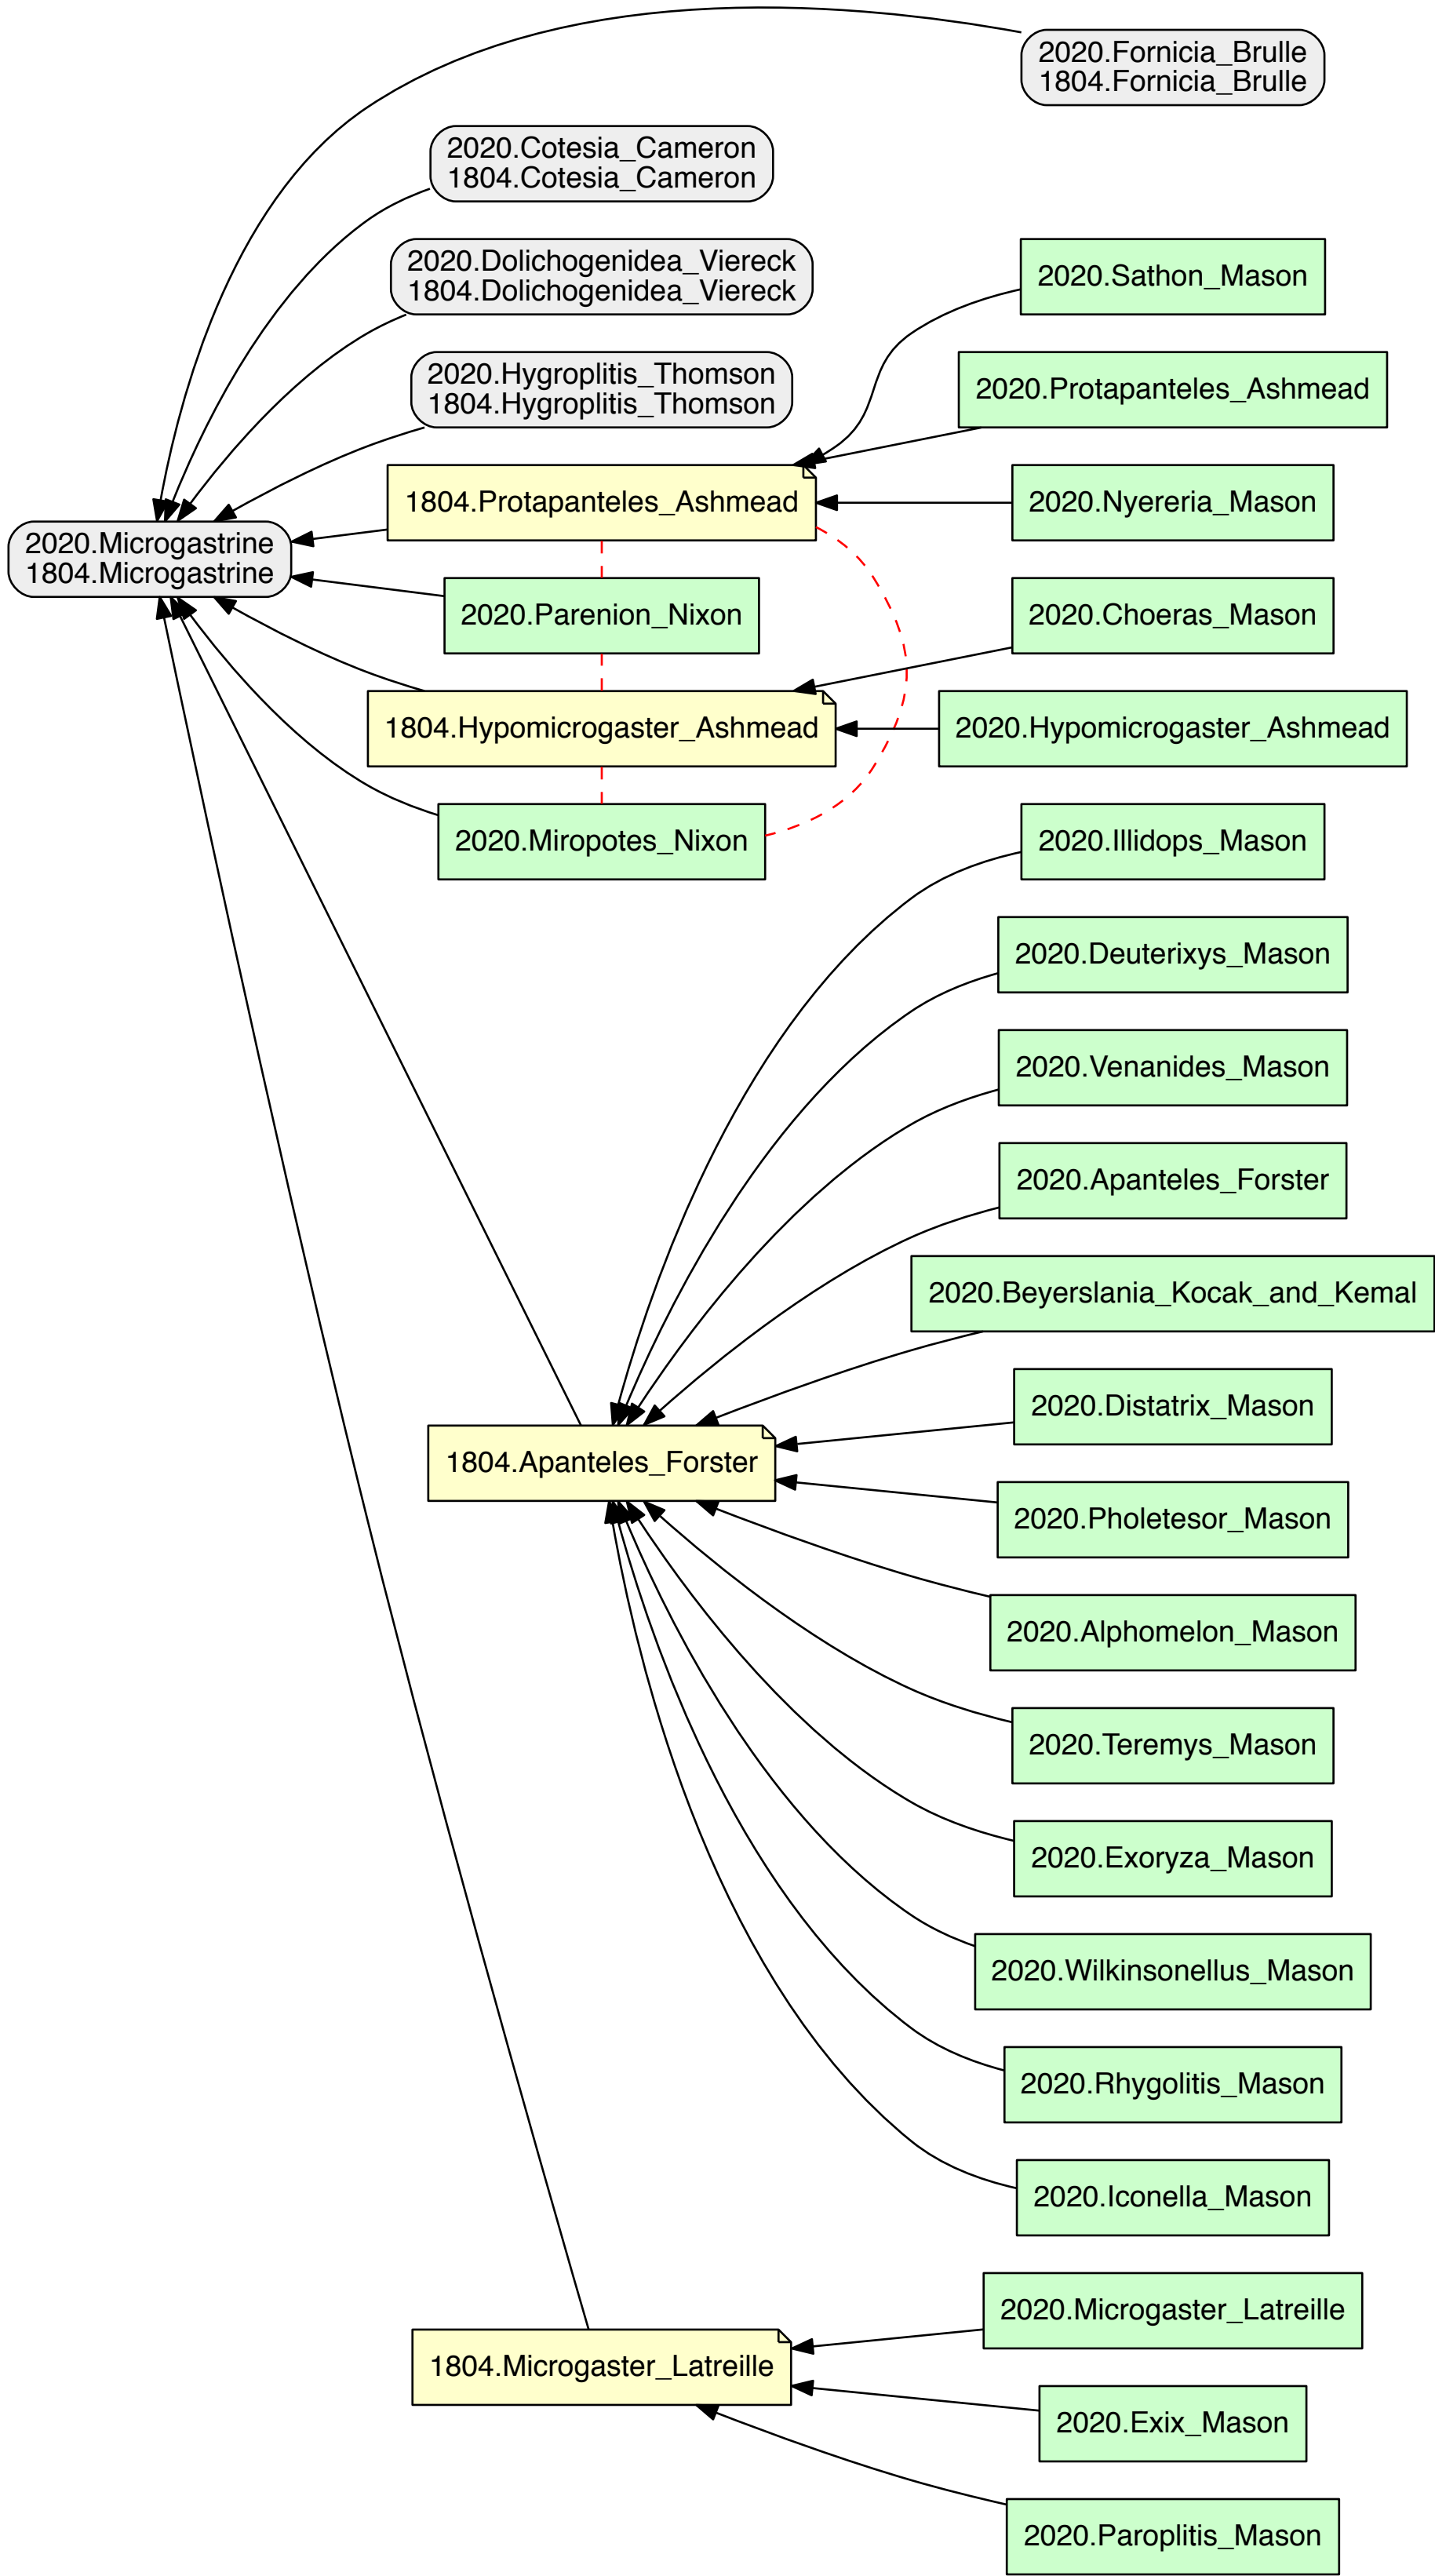 2020.Fornicia_Brulle
1804.Fornicia_Brulle
2020.Cotesia_Cameron
1804.Cotesia_Cameron
2020.Dolichogenidea_Viereck
1804.Dolichogenidea_Viereck
2020.Sathon_Mason
2020.Hygroplitis_Thomson
1804.Hygroplitis_Thomson
2020.Protapanteles_Ashmead
1804.Protapanteles_Ashmead
2020.Nyereria_Mason
2020.Microgastrine
1804.Microgastrine
2020.Parenion_Nixon
2020.Choeras_Mason
1804.Hypomicrogaster_Ashmead
2020.Hypomicrogaster_Ashmead
2020.Miropotes_Nixon
2020.Illidops_Mason
2020.Deuterixys_Mason
2020.Venanides_Mason
2020.Apanteles_Forster
2020.Beyerslania_Kocak_and_Kemal
2020.Distatrix_Mason
1804.Apanteles_Forster
2020.Pholetesor_Mason
2020.Alphomelon_Mason
2020.Teremys_Mason
2020.Exoryza_Mason
2020.Wilkinsonellus_Mason
2020.Rhygolitis_Mason
2020.Iconella_Mason
2020.Microgaster_Latreille
1804.Microgaster_Latreille
2020.Exix_Mason
2020.Paroplitis_Mason